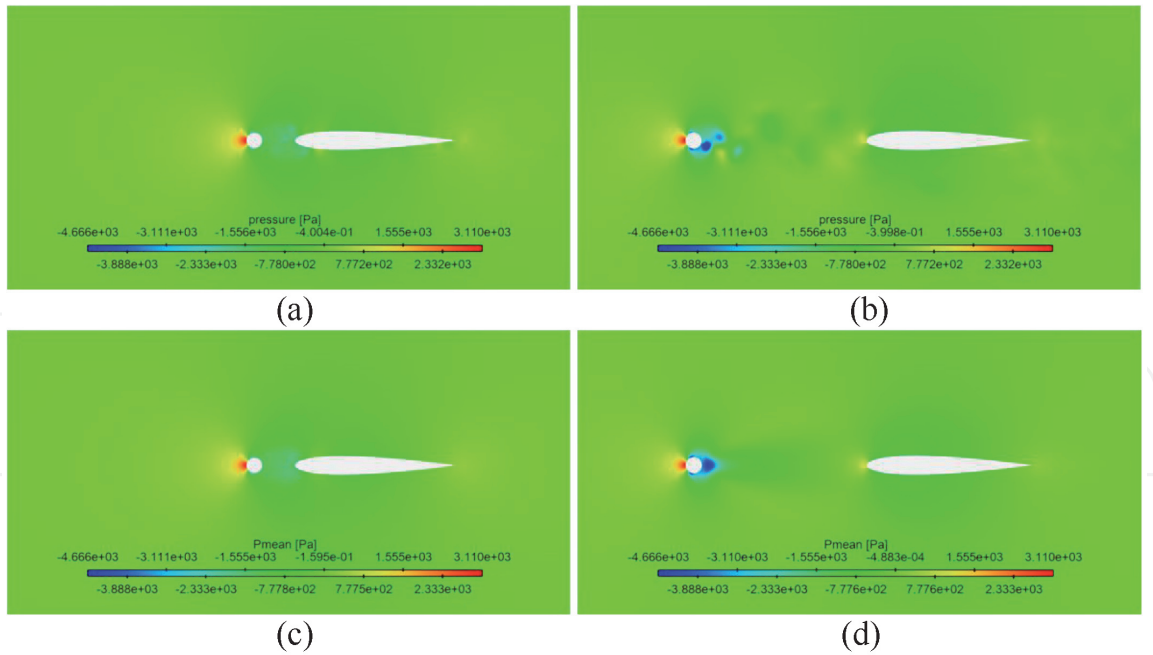 pressure [Pa]
-4.666e+03 -3.111e+03 -1.556e+03 -4.004e-01 1.555e+03 3.110e+03
-3.888e+03 -2.333e+03 -7.780e+02 7.772e+02 2.332e+03
(a)
pressure [Pa]
-4.666e+03 -3.111e+03 -1.556e+03 -3.998e-01 1.555e+03 3.110e+03
-3.888e+03 -2.333e+03 -7.780e+02 7.772e+02 2.332e+03
(b)
Pmean [Pa]
-4.666e+03 -3.111e+03 -1.555e+03 -1.595e-01 1.555e+03 3.110e+03
-3.888e+03 -2.333e+03 -7.778e+02 7.775e+02 2.333e+03
(c)
Pmean [Pa]
-4.666e+03 -3.110e+03 -1.555e+03 -4.883e-04 1.555e+03 3.110e+03
-3.888e+03 -2.333e+03 -7.776e+02 7.776e+02 2.333e+03
(d)